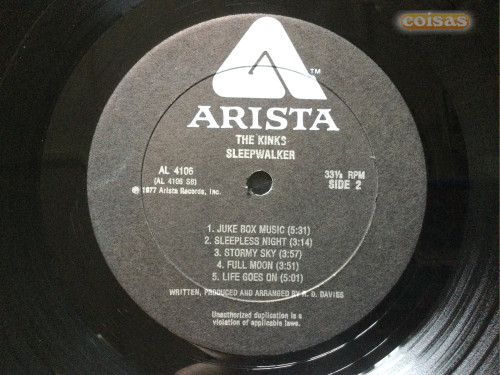 eoisas
TM
ARISTA
THE KINKS
SLEEPWALKER
AL 4106
(AL 4106 SB)
℗ 1977 Arista Records, Inc.
33⅓ RPM
SIDE 2
1. JUKE BOX MUSIC (5:31)
2. SLEEPLESS NIGHT (3:14)
3. STORMY SKY (3:57)
4. FULL MOON (3:51)
5. LIFE GOES ON (5:01)
WRITTEN, PRODUCED AND ARRANGED BY R. D. DAVIES
Unauthorized duplication is a
violation of applicable laws.